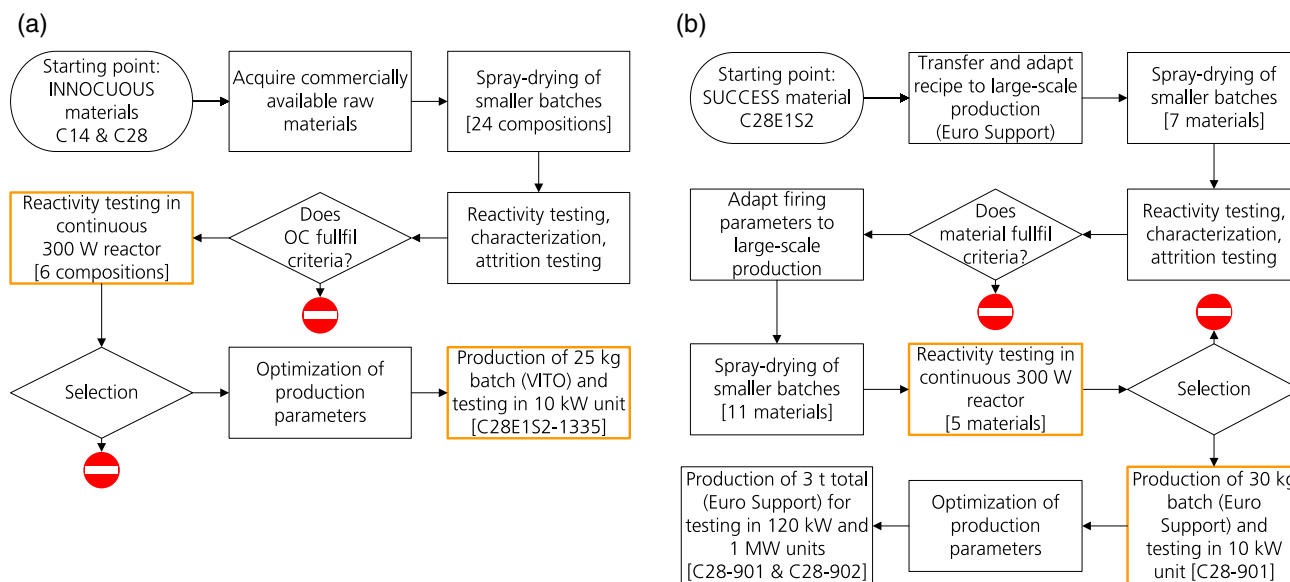 (a)
Starting point:
INNOCUOUS
materials
C14 & C28
Acquire commercially
available raw
materials
Spray-drying of
smaller batches
[24 compositions]
Reactivity testing,
characterization,
attrition testing
Does
OC fullfil
criteria?
Reactivity testing in
continuous
300 W reactor
[6 compositions]
Selection
Optimization of
production
parameters
Production of 25 kg
batch (VITO) and
testing in 10 kW unit
[C28E1S2-1335]
(b)
Starting point:
SUCCESS material
C28E1S2
Transfer and adapt
recipe to large-scale
production
(Euro Support)
Spray-drying of
smaller batches
[7 materials]
Reactivity testing,
characterization,
attrition testing
Does
material fullfil
criteria?
Adapt firing
parameters to
large-scale
production
Spray-drying of
smaller batches
[11 materials]
Reactivity testing in
continuous 300 W
reactor
[5 materials]
Selection
Production of 30 kg
batch (Euro
Support) and
testing in 10 kW
unit [C28-901]
Optimization of
production
parameters
Production of 3 t total
(Euro Support) for
testing in 120 kW and
1 MW units
[C28-901 & C28-902]